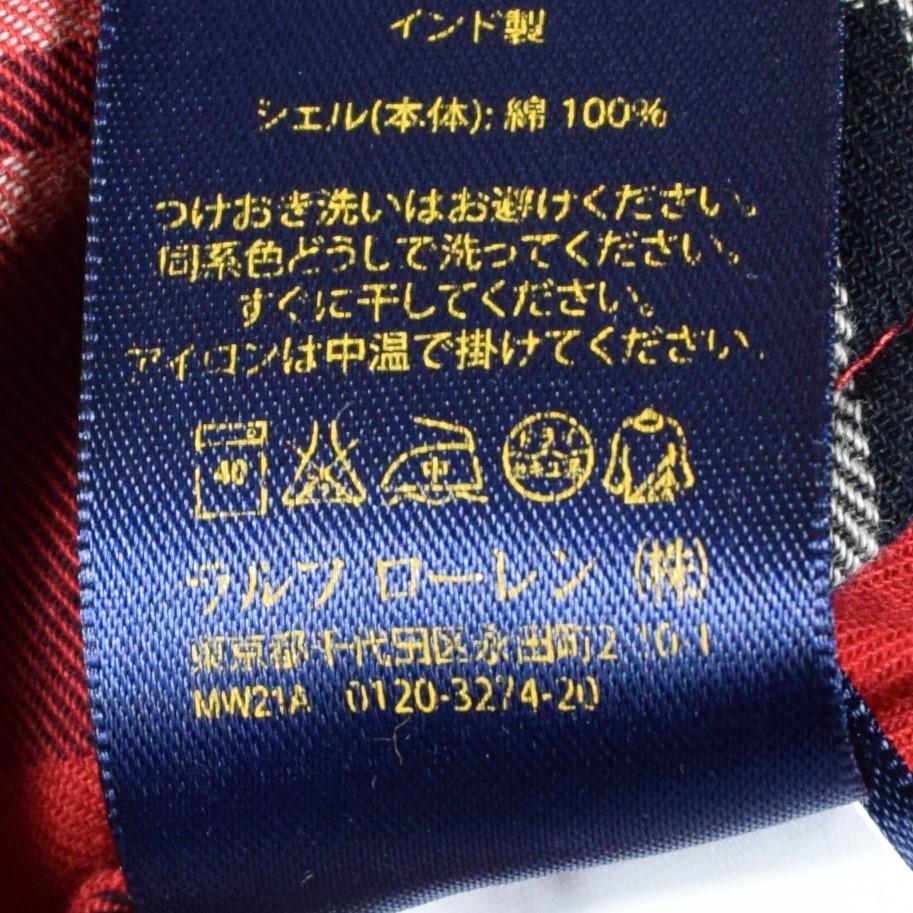 インド製
シェル(本体): 綿 100%
つけおき洗いはお避けください。
同系色どうしで洗ってください。
すぐに干してください。
アイロンは中温で掛けてください。
40 中
ラルフ ローレン (株)
東京都千代田区永田町2-10-1
MW21A 0120-3274-20